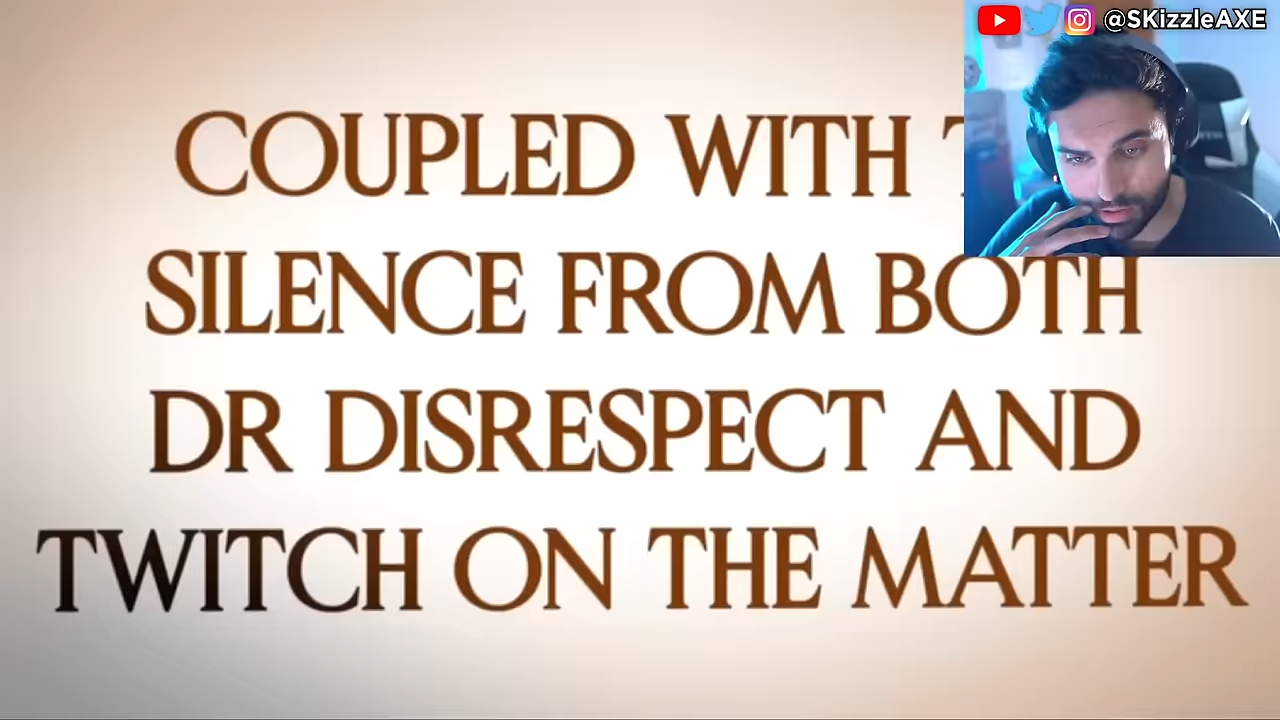 @SKizzleAXE
COUPLED WITH
SILENCE FROM BOTH
DR DISRESPECT AND
TWITCH ON THE MATTER